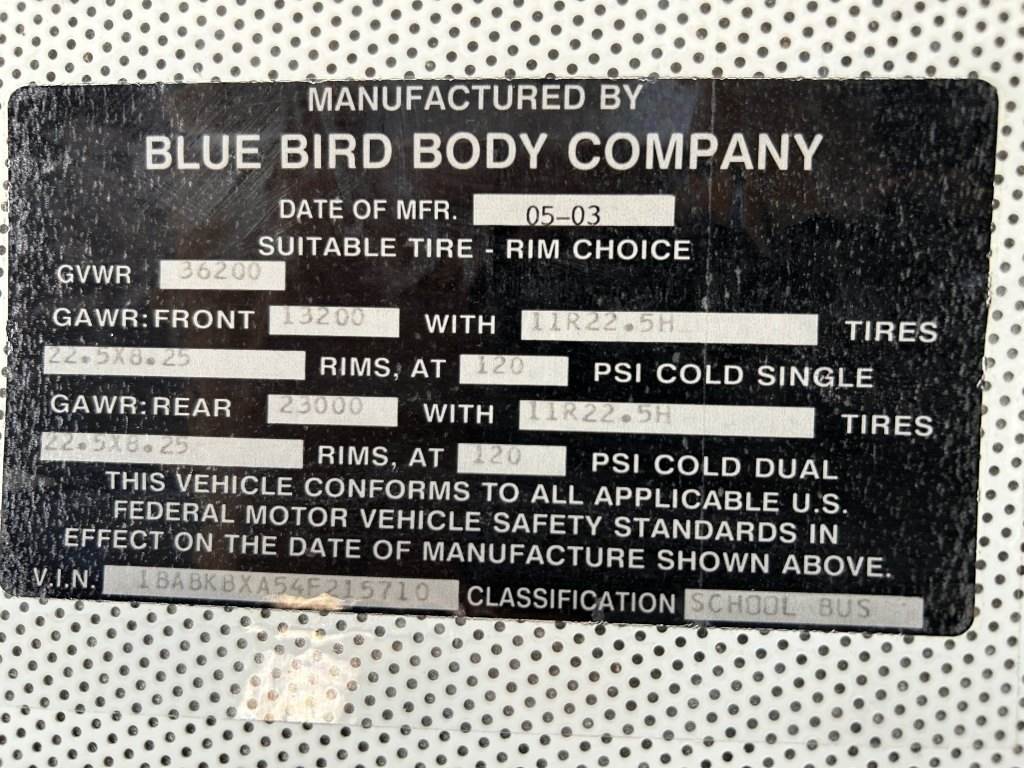 MANUFACTURED BY
BLUE BIRD BODY COMPANY
DATE OF MFR. 05-03
SUITABLE TIRE - RIM CHOICE
GVWR 36200
GAWR: FRONT 13200 WITH 11R22.5H TIRES
22.5X8.25 RIMS, AT 120 PSI COLD SINGLE
GAWR: REAR 23000 WITH 11R22.5H TIRES
22.5X8.25 RIMS, AT 120 PSI COLD DUAL
THIS VEHICLE CONFORMS TO ALL APPLICABLE U.S.
FEDERAL MOTOR VEHICLE SAFETY STANDARDS IN
EFFECT ON THE DATE OF MANUFACTURE SHOWN ABOVE.
V.I.N. 1BABKBXA54F215710 CLASSIFICATION SCHOOL BUS